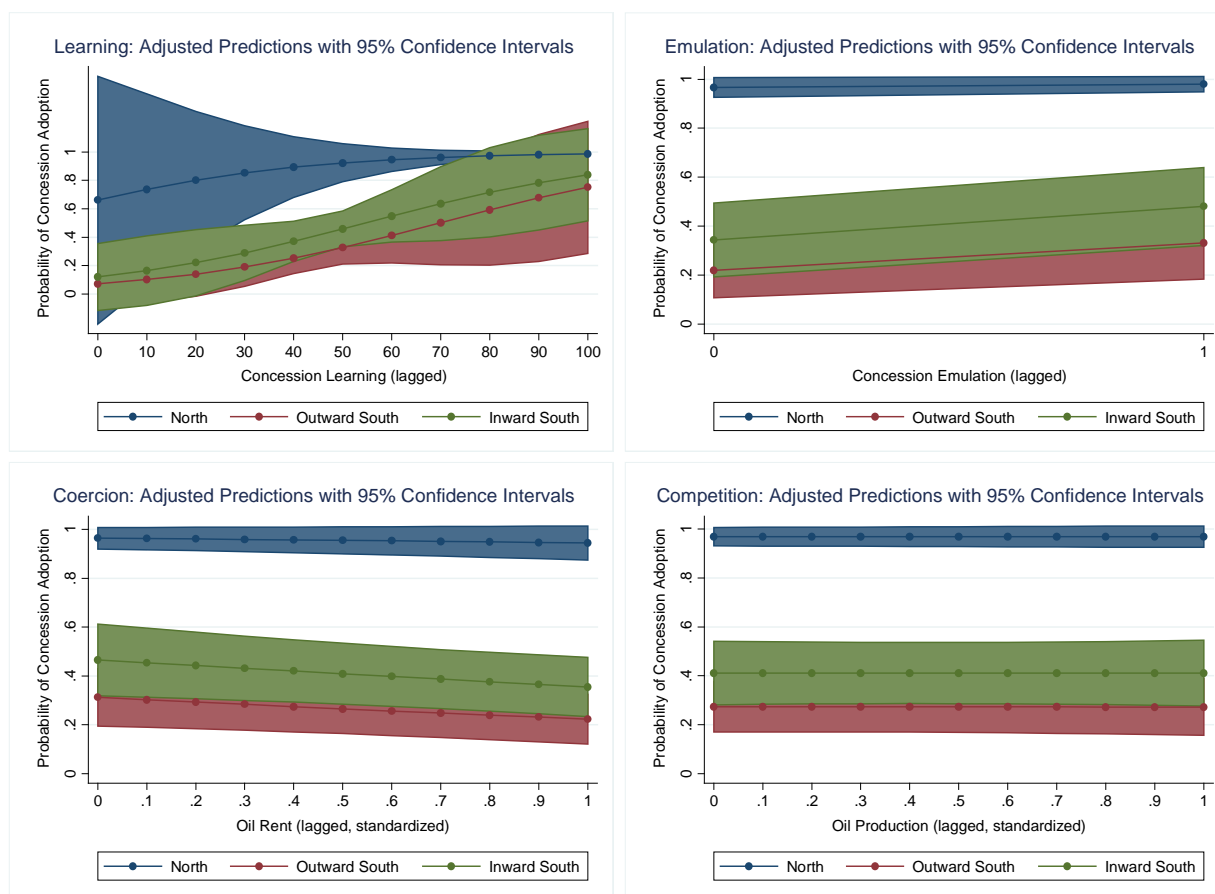 Learning: Adjusted Predictions with 95% Confidence Intervals
Probability of Concession Adoption
0 .2 .4 .6 .8 1
0 10 20 30 40 50 60 70 80 90 100
Concession Learning (lagged)
North Outward South Inward South
Emulation: Adjusted Predictions with 95% Confidence Intervals
Probability of Concession Adoption
0 .2 .4 .6 .8 1
0 1
Concession Emulation (lagged)
North Outward South Inward South
Coercion: Adjusted Predictions with 95% Confidence Intervals
Probability of Concession Adoption
0 .2 .4 .6 .8 1
0 .1 .2 .3 .4 .5 .6 .7 .8 .9 1
Oil Rent (lagged, standardized)
North Outward South Inward South
Competition: Adjusted Predictions with 95% Confidence Intervals
Probability of Concession Adoption
0 .2 .4 .6 .8 1
0 .1 .2 .3 .4 .5 .6 .7 .8 .9 1
Oil Production (lagged, standardized)
North Outward South Inward South